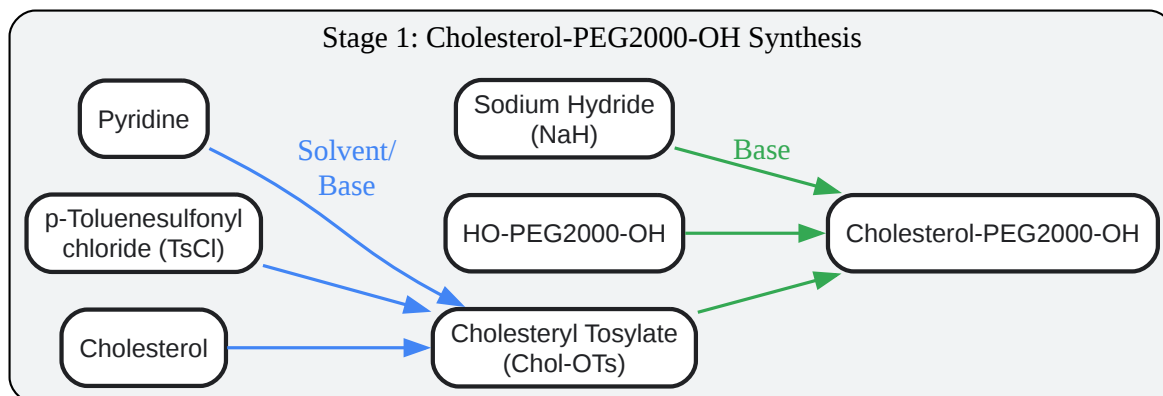 Stage 1: Cholesterol-PEG2000-OH Synthesis
Pyridine
Solvent/
Base
Sodium Hydride
(NaH)
Base
p-Toluenesulfonyl
chloride (TsCl)
HO-PEG2000-OH
Cholesterol-PEG2000-OH
Cholesterol
Cholesteryl Tosylate
(Chol-OTs)